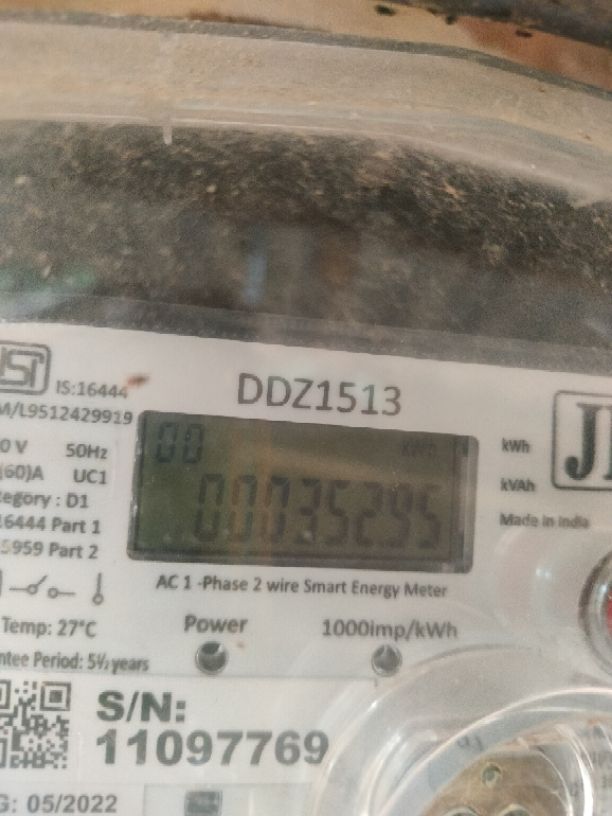 ISI
IS:16444
M/L9512429919
DDZ1513
0 V 50Hz
(60)A UC1
tegory : D1
16444 Part 1
5959 Part 2
00 kWh
00035295
kWh
kVAh
Made in India
AC 1 -Phase 2 wire Smart Energy Meter
Temp: 27°C
Power
1000imp/kWh
ntee Period: 5½ years
S/N:
11097769
G: 05/2022